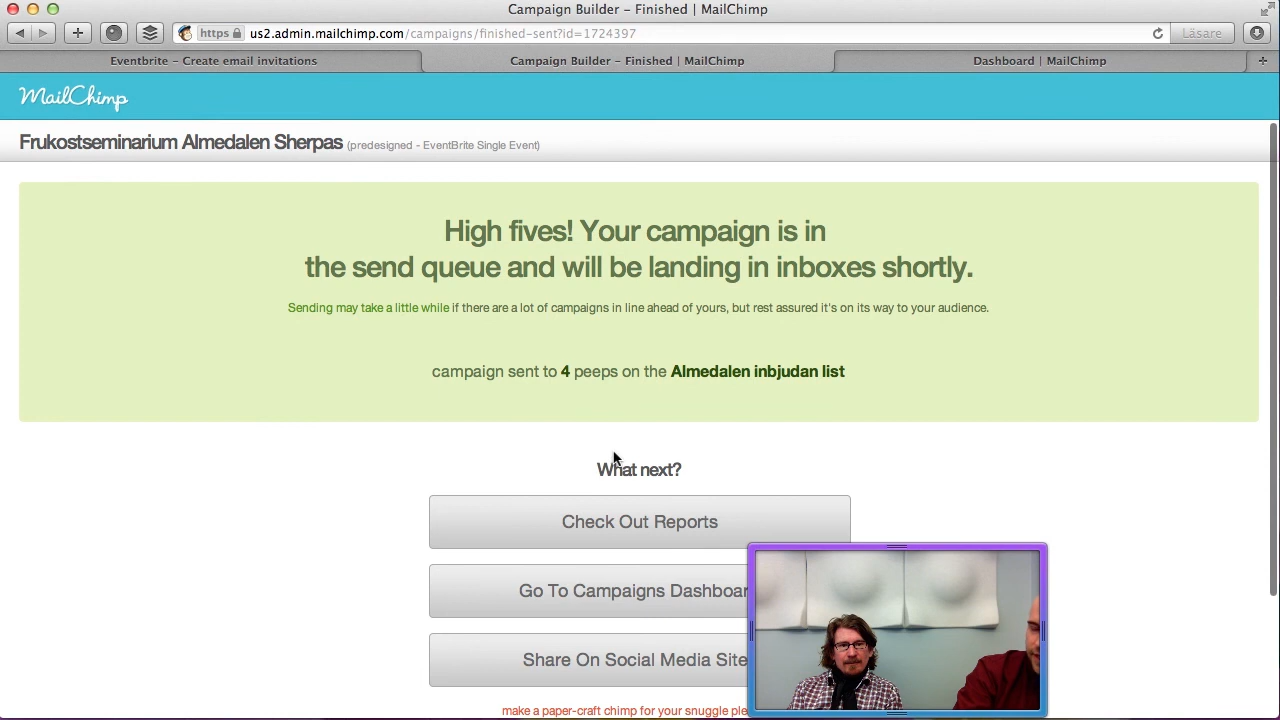 Campaign Builder – Finished | MailChimp
https us2.admin.mailchimp.com/campaigns/finished-sent?id=1724397
Läsare
Eventbrite – Create email invitations
Campaign Builder – Finished | MailChimp
Dashboard | MailChimp
MailChimp
Frukostseminarium Almedalen Sherpas (predesigned - EventBrite Single Event)
High fives! Your campaign is in
the send queue and will be landing in inboxes shortly.
Sending may take a little while if there are a lot of campaigns in line ahead of yours, but rest assured it's on its way to your audience.
campaign sent to 4 peeps on the Almedalen inbjudan list
What next?
Check Out Reports
Go To Campaigns Dashboar
Share On Social Media Site
make a paper-craft chimp for your snuggle ple